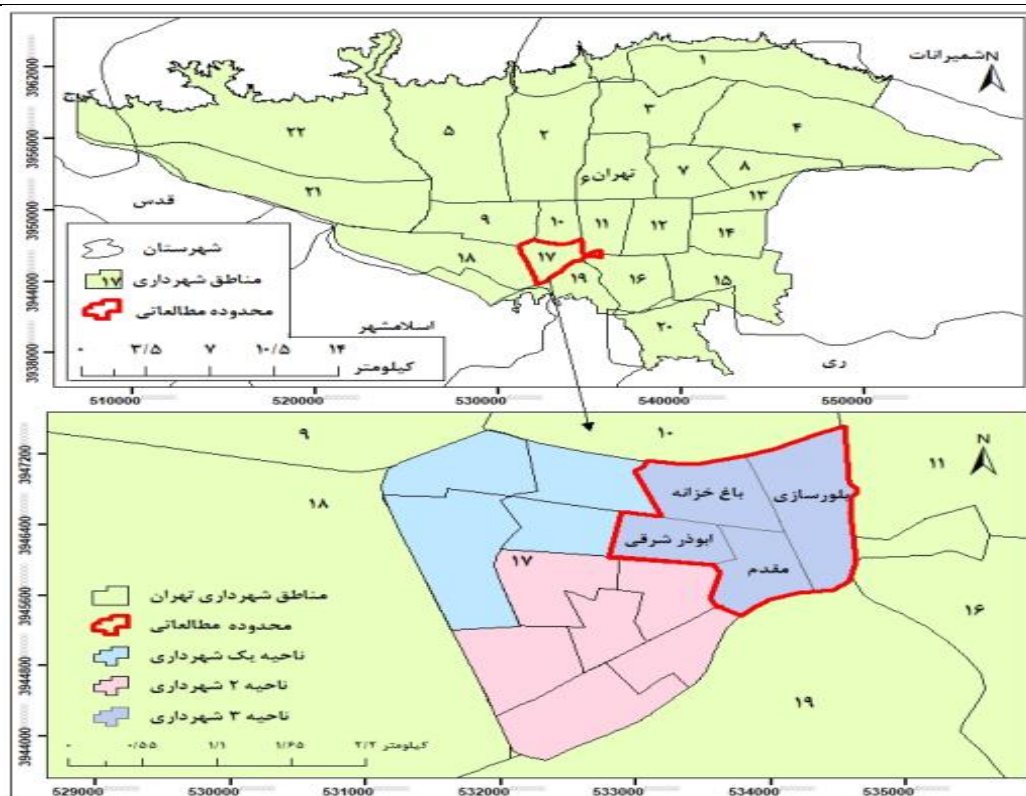 N
شمیرانات
۱
کرج
۳
۴
۲۲
۵
۲
۸
۷
تهران
۶
۱۳
۲۱
قدس
۹
۱۰
۱۱
۱۲
۱۴
۱۸
۱۷
۱۹
۱۶
۱۵
۲۰
شهرستان
مناطق شهرداری
۱۷
محدوده مطالعاتی
اسلامشهر
ری
۰ ۳/۵ ۷ ۱۰/۵ ۱۴
کیلومتر
3962000
3956000
3950000
3944000
3938000
510000 520000 530000 540000 550000
۹
۱۰
N
۱۱
باغ خزانه
بلورسازی
۱۸
ابوذر شرقی
۱۷
مقدم
۱۶
۱۹
مناطق شهرداری تهران
محدوده مطالعاتی
ناحیه یک شهرداری
ناحیه ۲ شهرداری
ناحیه ۳ شهرداری
۰ ۰/۵۵ ۱/۱ ۱/۶۵ ۲/۲ کیلومتر
3947200
3946400
3945600
3944800
3944000
529000 530000 531000 532000 533000 534000 535000